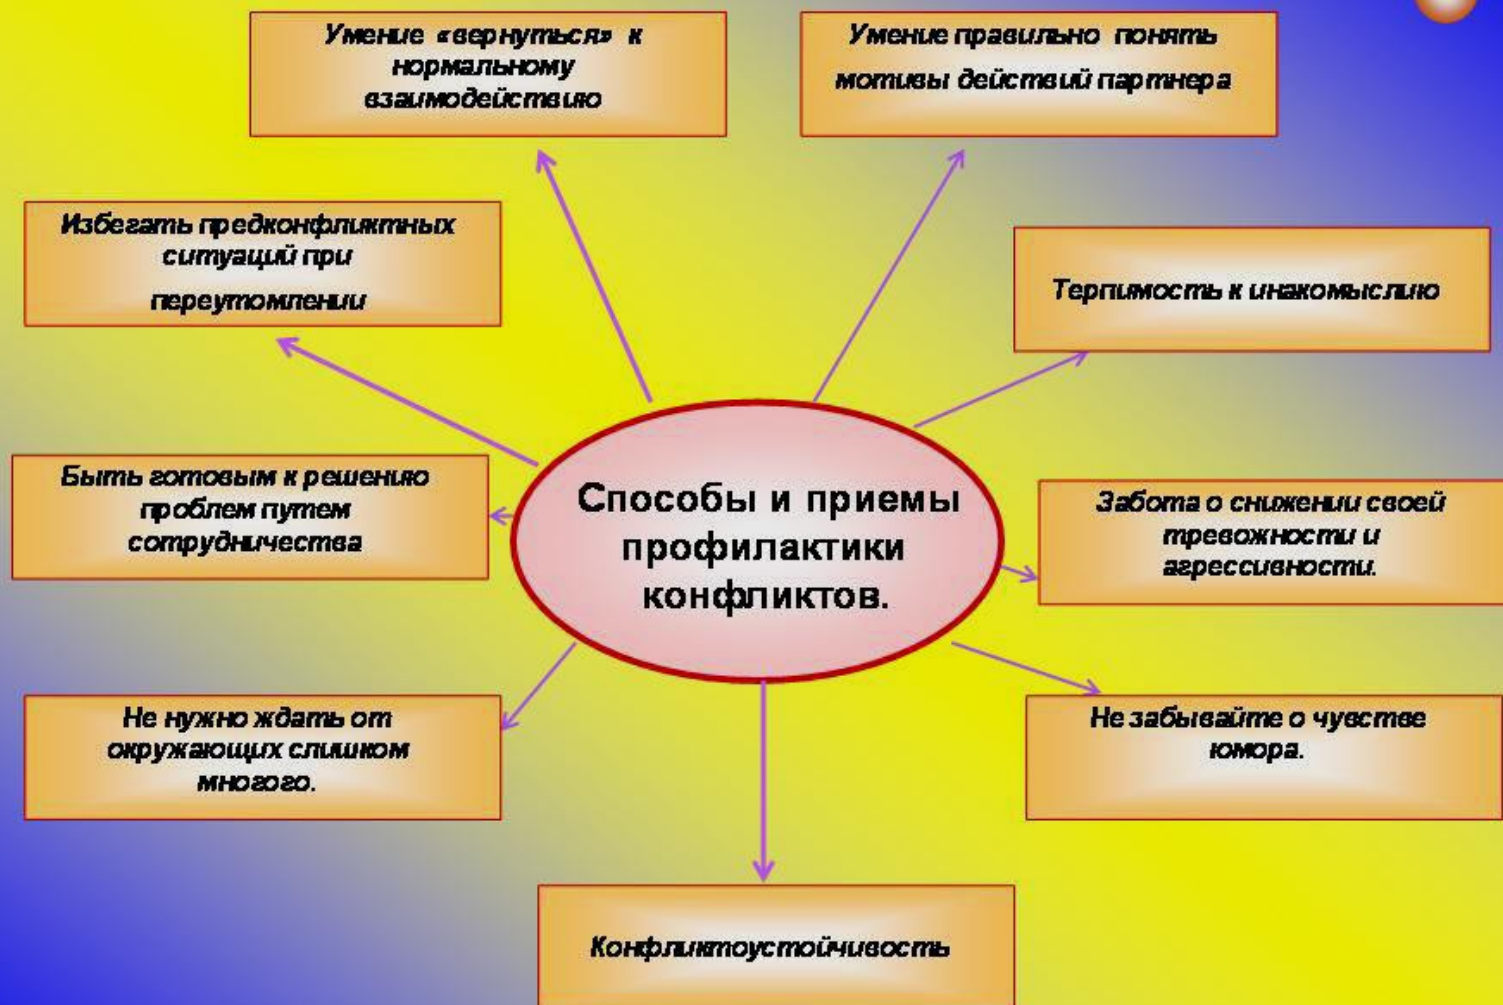 Умение «вернуться» к
нормальному
взаимодействию
Умение правильно понять
мотивы действий партнера
Избегать предконфликтных
ситуаций при
переутомлении
Терпимость к инакомыслию
Быть готовым к решению
проблем путем
сотрудничества
Способы и приемы
профилактики
конфликтов.
Забота о снижении своей
тревожности и
агрессивности.
Не нужно ждать от
окружающих слишком
многого.
Не забывайте о чувстве
юмора.
Конфликтоустойчивость